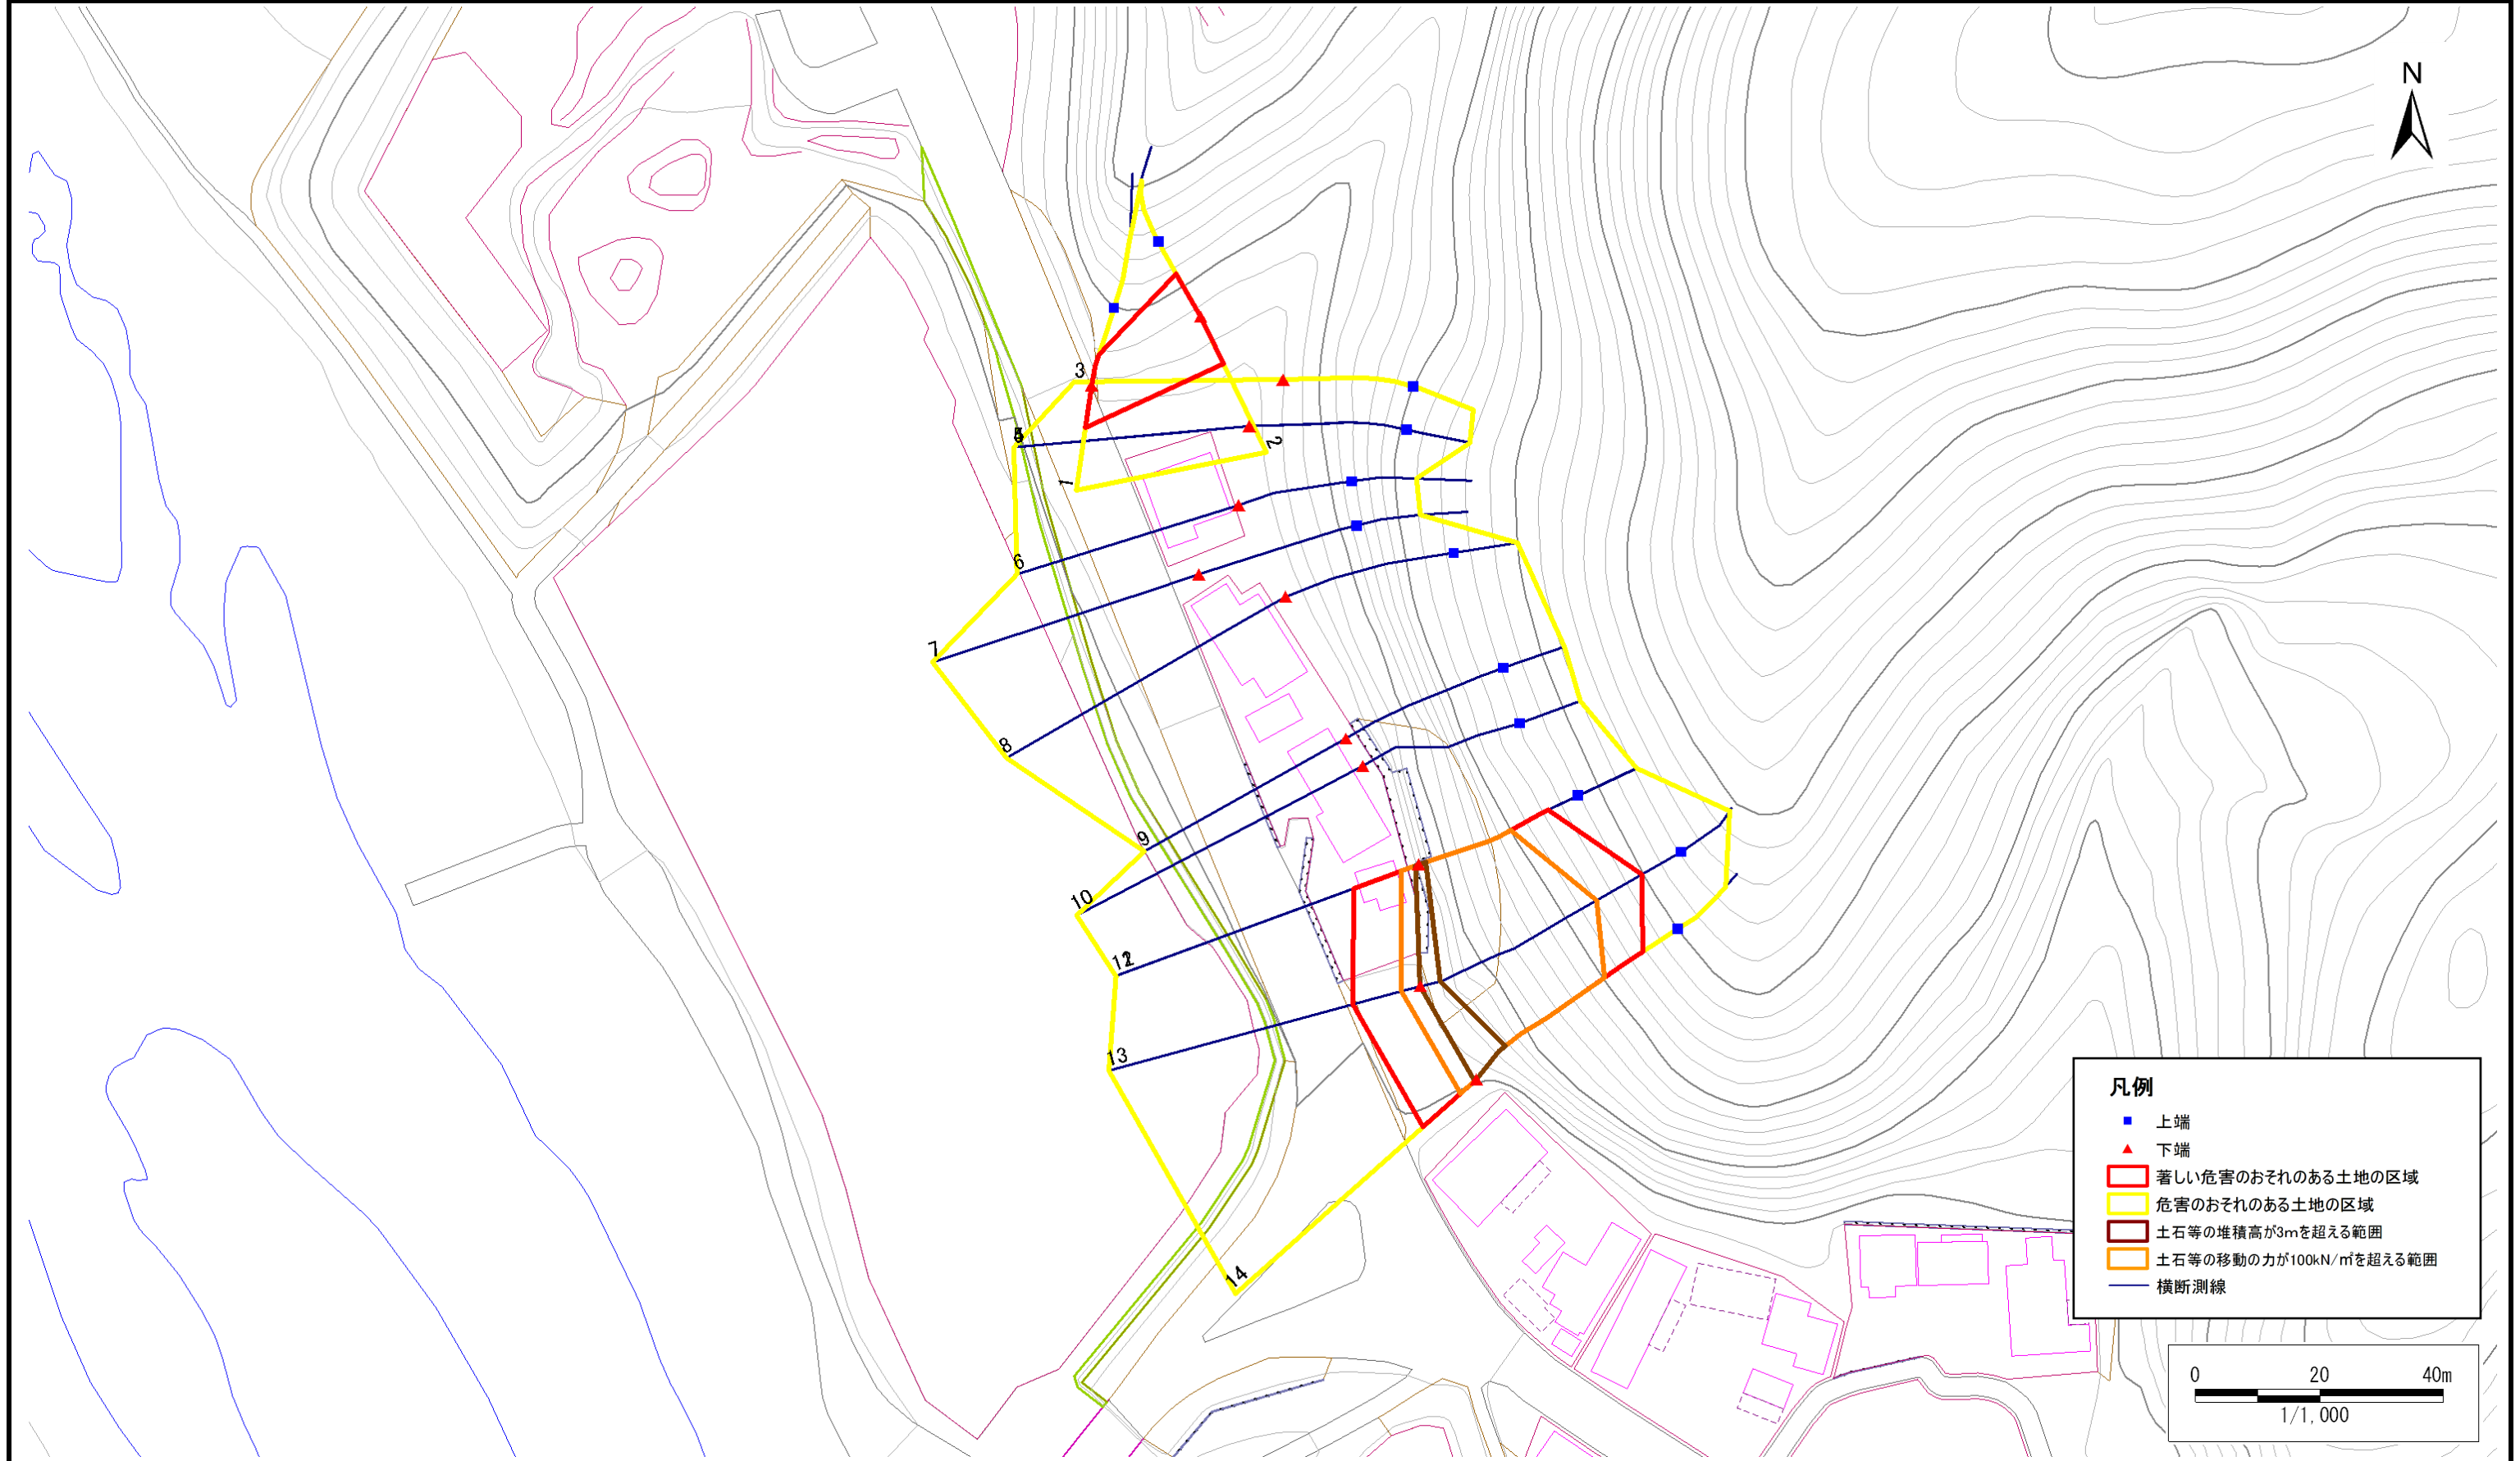 N
3
2
1
6
7
8
9
10
13
14
凡例
上端
下端
著しい危害のおそれのある土地の区域
危害のおそれのある土地の区域
土石等の堆積高が3mを超える範囲
土石等の移動の力が100kN/㎡を超える範囲
横断測線
0 20 40m
1/1,000